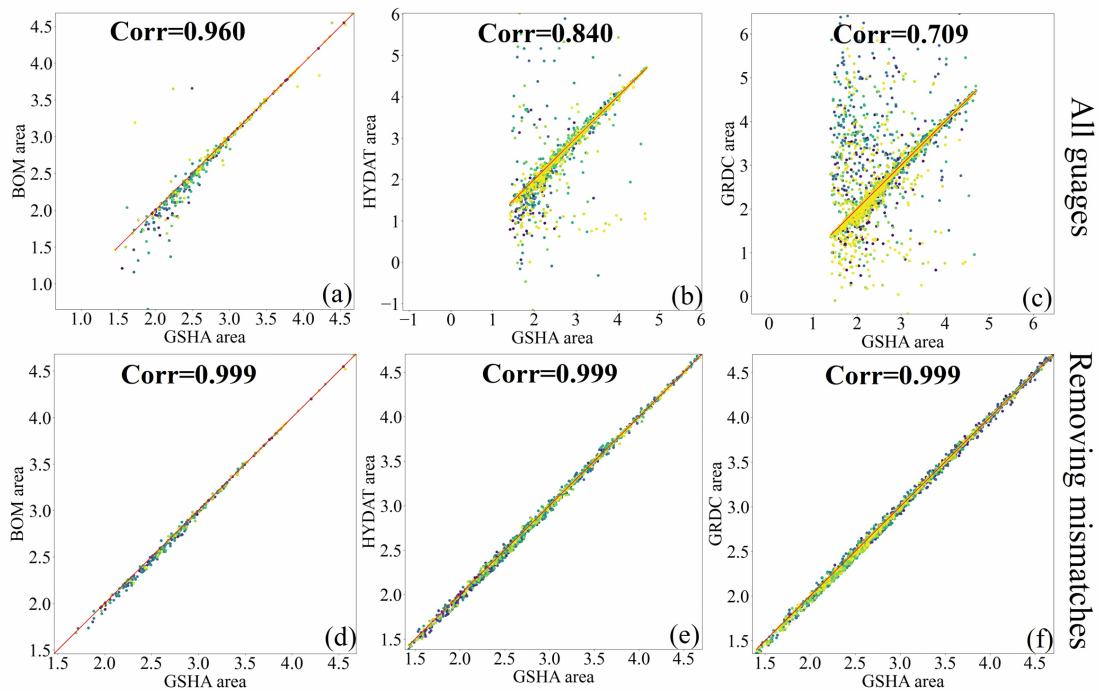 Corr=0.960
4.5
4.0
3.5
3.0
2.5
2.0
1.5
1.0
BOM area
1.0 1.5 2.0 2.5 3.0 3.5 4.0 4.5
GSHA area
(a)
Corr=0.840
6
5
4
3
2
1
0
−1
HYDAT area
−1 0 1 2 3 4 5 6
GSHA area
(b)
Corr=0.709
6
5
4
3
2
1
0
GRDC area
0 1 2 3 4 5 6
GSHA area
(c)
All guages
Corr=0.999
4.5
4.0
3.5
3.0
2.5
2.0
1.5
BOM area
1.5 2.0 2.5 3.0 3.5 4.0 4.5
GSHA area
(d)
Corr=0.999
4.5
4.0
3.5
3.0
2.5
2.0
1.5
HYDAT area
1.5 2.0 2.5 3.0 3.5 4.0 4.5
GSHA area
(e)
Corr=0.999
4.5
4.0
3.5
3.0
2.5
2.0
1.5
GRDC area
1.5 2.0 2.5 3.0 3.5 4.0 4.5
GSHA area
(f)
Removing mismatches